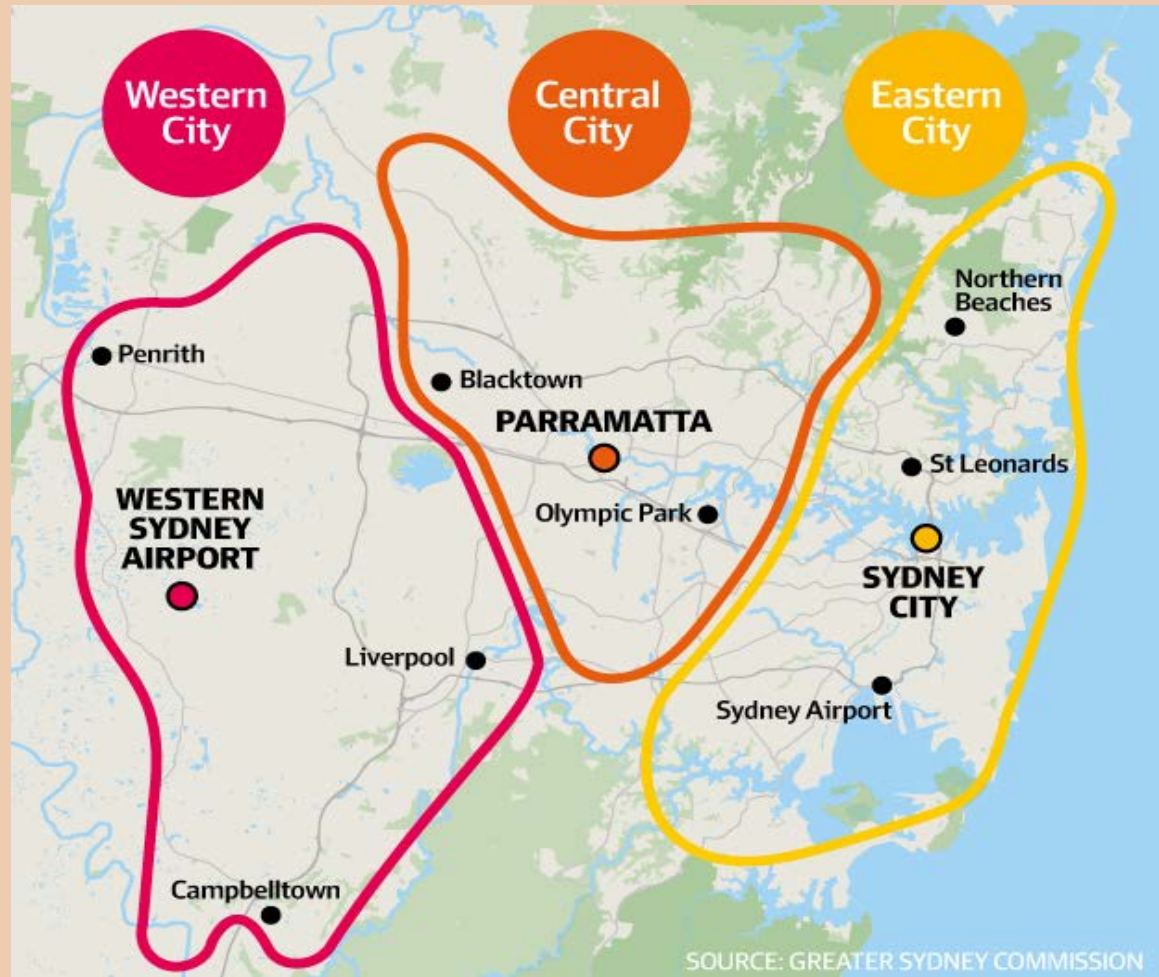 Western
City
Central
City
Eastern
City
Northern
Beaches
Penrith
Blacktown
PARRAMATTA
St Leonards
WESTERN
SYDNEY
AIRPORT
Olympic Park
SYDNEY
CITY
Liverpool
Sydney Airport
Campbelltown
SOURCE: GREATER SYDNEY COMMISSION